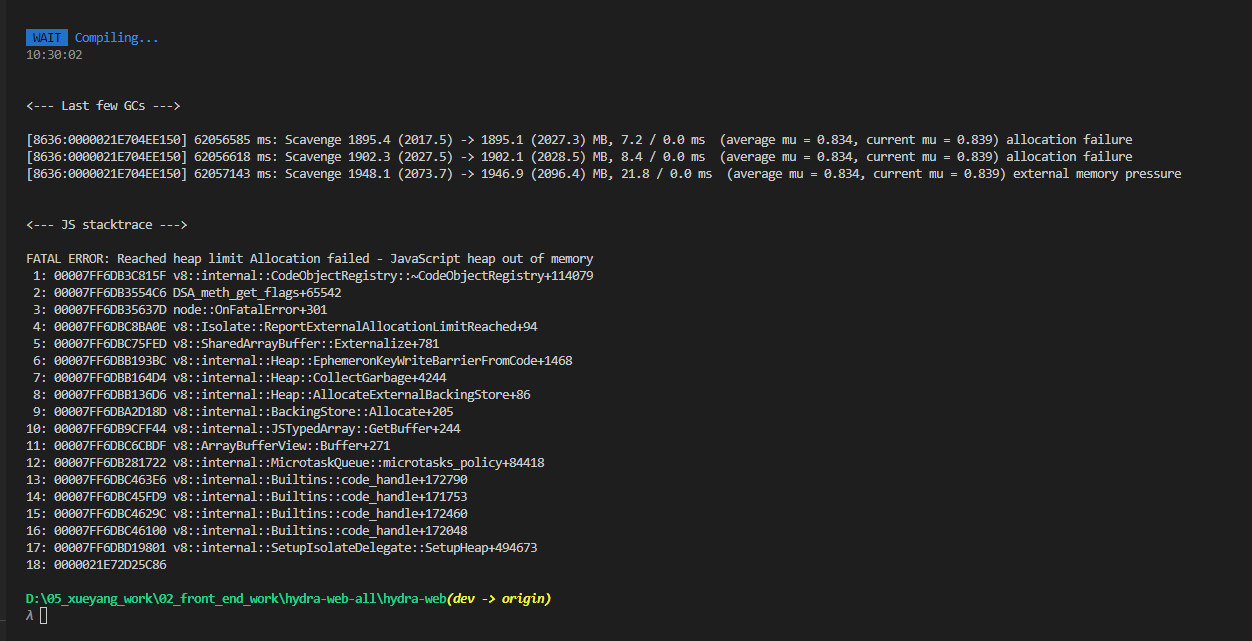 WAIT Compiling...
10:30:02
<--- Last few GCs --->
[8636:0000021E704EE150] 62056585 ms: Scavenge 1895.4 (2017.5) -> 1895.1 (2027.3) MB, 7.2 / 0.0 ms  (average mu = 0.834, current mu = 0.839) allocation failure
[8636:0000021E704EE150] 62056618 ms: Scavenge 1902.3 (2027.5) -> 1902.1 (2028.5) MB, 8.4 / 0.0 ms  (average mu = 0.834, current mu = 0.839) allocation failure
[8636:0000021E704EE150] 62057143 ms: Scavenge 1948.1 (2073.7) -> 1946.9 (2096.4) MB, 21.8 / 0.0 ms  (average mu = 0.834, current mu = 0.839) external memory pressure
<--- JS stacktrace --->
FATAL ERROR: Reached heap limit Allocation failed - JavaScript heap out of memory
 1: 00007FF6DB3C815F v8::internal::CodeObjectRegistry::~CodeObjectRegistry+114079
 2: 00007FF6DB3554C6 DSA_meth_get_flags+65542
 3: 00007FF6DB35637D node::OnFatalError+301
 4: 00007FF6DBC8BA0E v8::Isolate::ReportExternalAllocationLimitReached+94
 5: 00007FF6DBC75FED v8::SharedArrayBuffer::Externalize+781
 6: 00007FF6DBB193BC v8::internal::Heap::EphemeronKeyWriteBarrierFromCode+1468
 7: 00007FF6DBB164D4 v8::internal::Heap::CollectGarbage+4244
 8: 00007FF6DBB136D6 v8::internal::Heap::AllocateExternalBackingStore+86
 9: 00007FF6DBA2D18D v8::internal::BackingStore::Allocate+205
10: 00007FF6DB9CFF44 v8::internal::JSTypedArray::GetBuffer+244
11: 00007FF6DBC6CBDF v8::ArrayBufferView::Buffer+271
12: 00007FF6DB281722 v8::internal::MicrotaskQueue::microtasks_policy+84418
13: 00007FF6DBC463E6 v8::internal::Builtins::code_handle+172790
14: 00007FF6DBC45FD9 v8::internal::Builtins::code_handle+171753
15: 00007FF6DBC4629C v8::internal::Builtins::code_handle+172460
16: 00007FF6DBC46100 v8::internal::Builtins::code_handle+172048
17: 00007FF6DBD19801 v8::internal::SetupIsolateDelegate::SetupHeap+494673
18: 0000021E72D25C86
D:\05_xueyang_work\02_front_end_work\hydra-web-all\hydra-web(dev -> origin)
λ